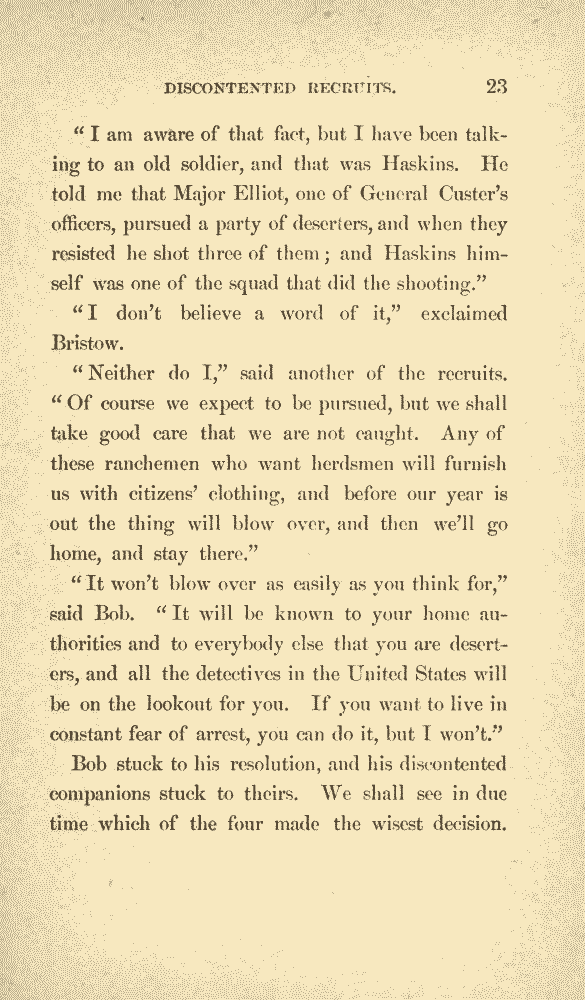 DISCONTENTED RECRUITS. 23
“ I am aware of that fact, but I have been talk-
ing to an old soldier, and that was Haskins. He
told me that Major Elliot, one of General Custer’s
officers, pursued a party of deserters, and when they
resisted he shot three of them ; and Haskins him-
self was one of the squad that did the shooting.”
“ I don’t believe a word of it,” exclaimed
Bristow.
“ Neither do I,” said another of the recruits.
“ Of course we expect to be pursued, but we shall
take good care that we are not caught. Any of
these ranchemen who want herdsmen will furnish
us with citizens’ clothing, and before our year is
out the thing will blow over, and then we’ll go
home, and stay there.”
“ It won’t blow over as easily as you think for,”
said Bob. “ It will be known to your home au-
thorities and to everybody else that you are desert-
ers, and all the detectives in the United States will
be on the lookout for you. If you want to live in
constant fear of arrest, you can do it, but I won’t.”
Bob stuck to his resolution, and his discontented
companions stuck to theirs. We shall see in due
time which of the four made the wisest decision.